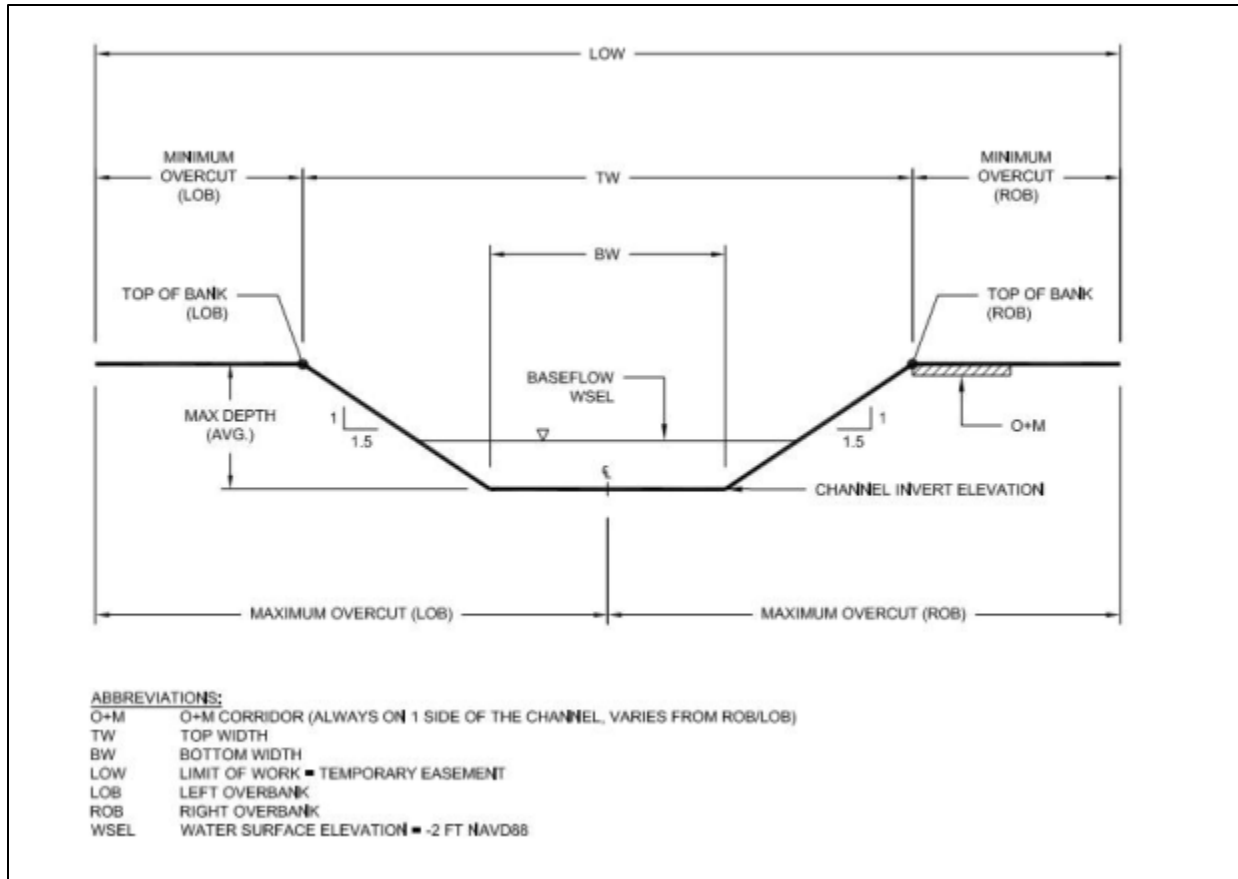 LOW
MINIMUM
OVERCUT
(LOB)
TW
MINIMUM
OVERCUT
(ROB)
BW
TOP OF BANK
(LOB)
TOP OF BANK
(ROB)
BASEFLOW
WSEL
MAX DEPTH
(AVG.)
1
1.5
1
1.5
O+M
℄
CHANNEL INVERT ELEVATION
MAXIMUM OVERCUT (LOB)
MAXIMUM OVERCUT (ROB)
ABBREVIATIONS:
O+M O+M CORRIDOR (ALWAYS ON 1 SIDE OF THE CHANNEL, VARIES FROM ROB/LOB)
TW TOP WIDTH
BW BOTTOM WIDTH
LOW LIMIT OF WORK = TEMPORARY EASEMENT
LOB LEFT OVERBANK
ROB RIGHT OVERBANK
WSEL WATER SURFACE ELEVATION = -2 FT NAVD88